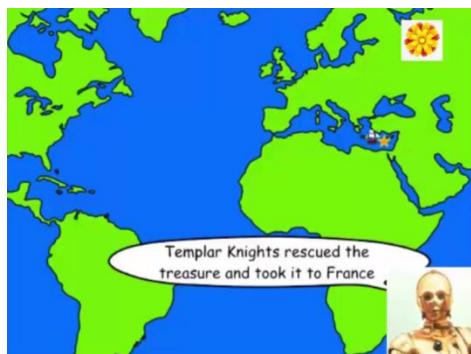 Templar Knights rescued the
treasure and took it to France